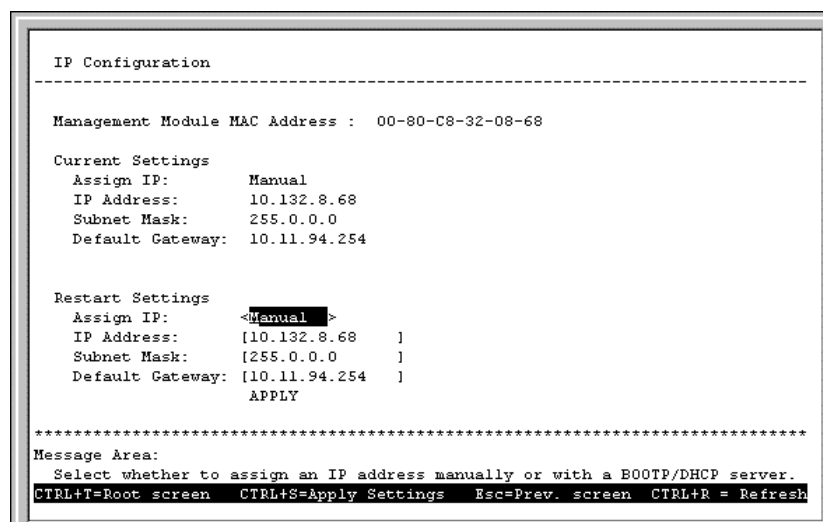 IP Configuration
--------------------------------------------------------------------------------
Management Module MAC Address :  00-80-C8-32-08-68
Current Settings
Assign IP:       Manual
IP Address:      10.132.8.68
Subnet Mask:     255.0.0.0
Default Gateway: 10.11.94.254
Restart Settings
Assign IP:      <Manual  >
IP Address:     [10.132.8.68    ]
Subnet Mask:    [255.0.0.0      ]
Default Gateway: [10.11.94.254   ]
APPLY
********************************************************************************
Message Area:
Select whether to assign an IP address manually or with a BOOTP/DHCP server.
CTRL+T=Root screen   CTRL+S=Apply Settings   Esc=Prev. screen  CTRL+R = Refresh